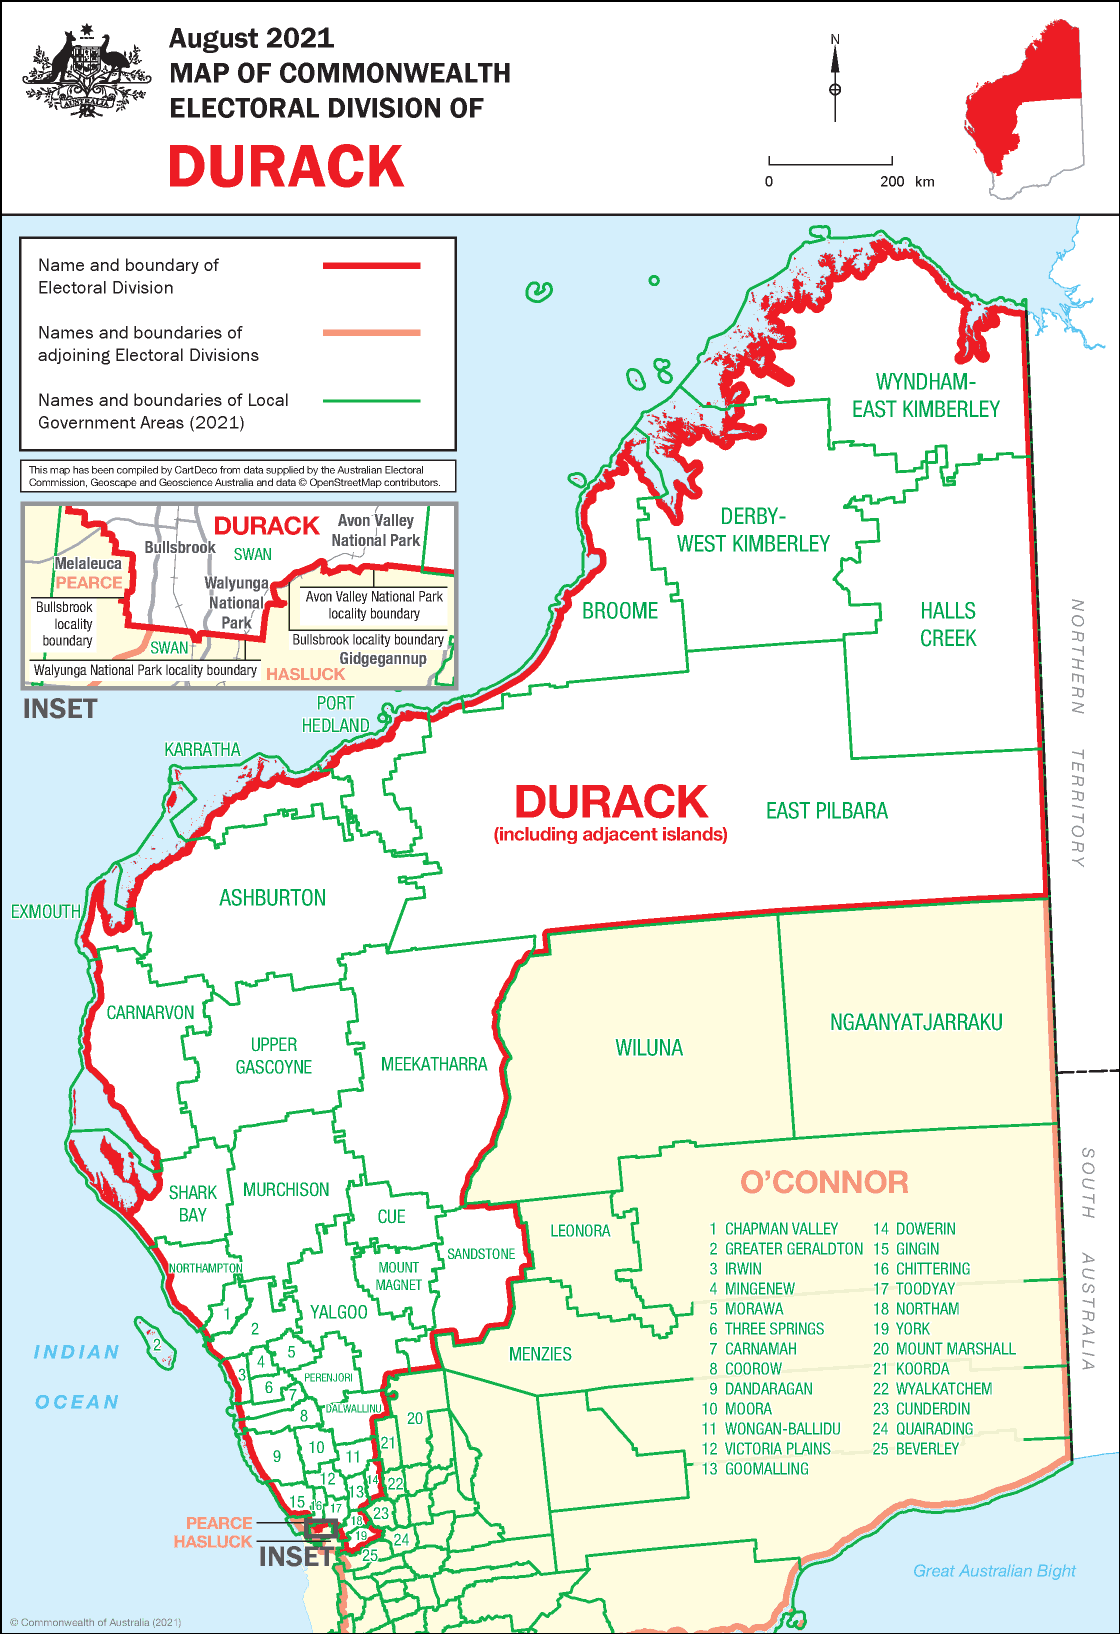 August 2021
MAP OF COMMONWEALTH
ELECTORAL DIVISION OF
DURACK
AUSTRALIA
N
0 200 km
Name and boundary of
Electoral Division
Names and boundaries of
adjoining Electoral Divisions
Names and boundaries of Local
Government Areas (2021)
This map has been compiled by CartDeco from data supplied by the Australian Electoral
Commission, Geoscape and Geoscience Australia and data © OpenStreetMap contributors.
DURACK
Avon Valley
National Park
Bullsbrook
SWAN
Melaleuca
PEARCE
Walyunga
National
Park
Avon Valley National Park
locality boundary
Bullsbrook
locality
boundary
Bullsbrook locality boundary
SWAN
Gidgegannup
Walyunga National Park locality boundary
HASLUCK
INSET
WYNDHAM-
EAST KIMBERLEY
DERBY-
WEST KIMBERLEY
BROOME
HALLS
CREEK
NORTHERN TERRITORY
PORT
HEDLAND
KARRATHA
DURACK
(including adjacent islands)
EAST PILBARA
ASHBURTON
EXMOUTH
CARNARVON
UPPER
GASCOYNE
MEEKATHARRA
WILUNA
NGAANYATJARRAKU
SOUTH AUSTRALIA
SHARK
BAY
MURCHISON
CUE
O'CONNOR
LEONORA
SANDSTONE
NORTHAMPTON
MOUNT
MAGNET
YALGOO
MENZIES
PERENJORI
DALWALLINU
1
2
2
3
4
5
6
7
8
9
10
11
12
13
14
15
16
17
18
19
20
21
22
23
24
25
1 CHAPMAN VALLEY
2 GREATER GERALDTON
3 IRWIN
4 MINGENEW
5 MORAWA
6 THREE SPRINGS
7 CARNAMAH
8 COOROW
9 DANDARAGAN
10 MOORA
11 WONGAN-BALLIDU
12 VICTORIA PLAINS
13 GOOMALLING
14 DOWERIN
15 GINGIN
16 CHITTERING
17 TOODYAY
18 NORTHAM
19 YORK
20 MOUNT MARSHALL
21 KOORDA
22 WYALKATCHEM
23 CUNDERDIN
24 QUAIRADING
25 BEVERLEY
INDIAN
OCEAN
PEARCE
HASLUCK
INSET
Great Australian Bight
© Commonwealth of Australia (2021)